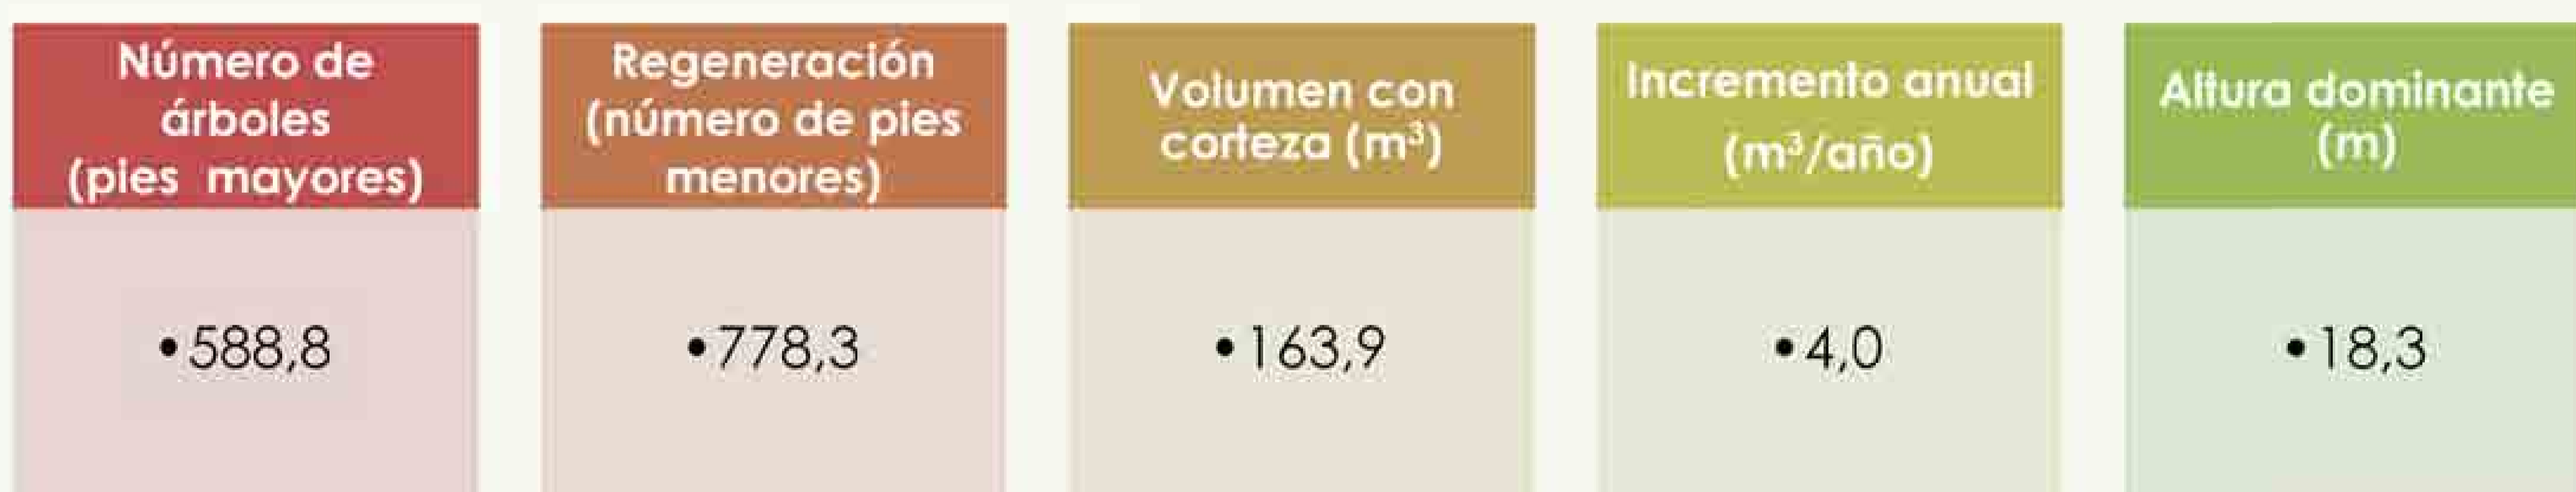 Número de
árboles
(pies  mayores)
•588,8
Regeneración
(número de pies
menores)
•778,3
Volumen con
corteza (m³)
•163,9
Incremento anual
(m³/año)
•4,0
Altura dominante
(m)
•18,3